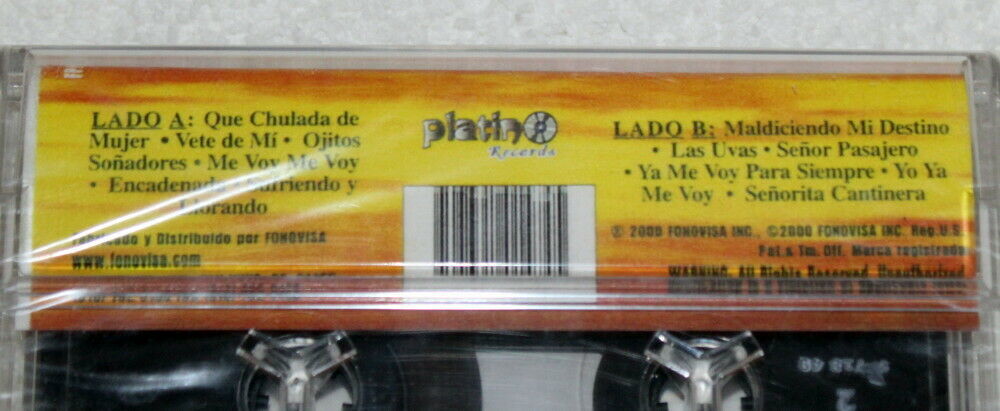 LADO A: Que Chulada de
Mujer • Vete de Mí • Ojitos
Soñadores • Me Voy Me Voy
• Encadenada • Sufriendo y
Llorando
Fabricado y Distribuido por FONOVISA
www.fonovisa.com
platino
Records
LADO B: Maldiciendo Mi Destino
• Las Uvas • Señor Pasajero
• Ya Me Voy Para Siempre • Yo Ya
Me Voy • Señorita Cantinera
℗ 2000 FONOVISA INC. ©2000 FONOVISA INC. Reg.U.S.
Pat & Tm. Off. Marca registrada
WARNING. All Rights Reserved. Unauthorized